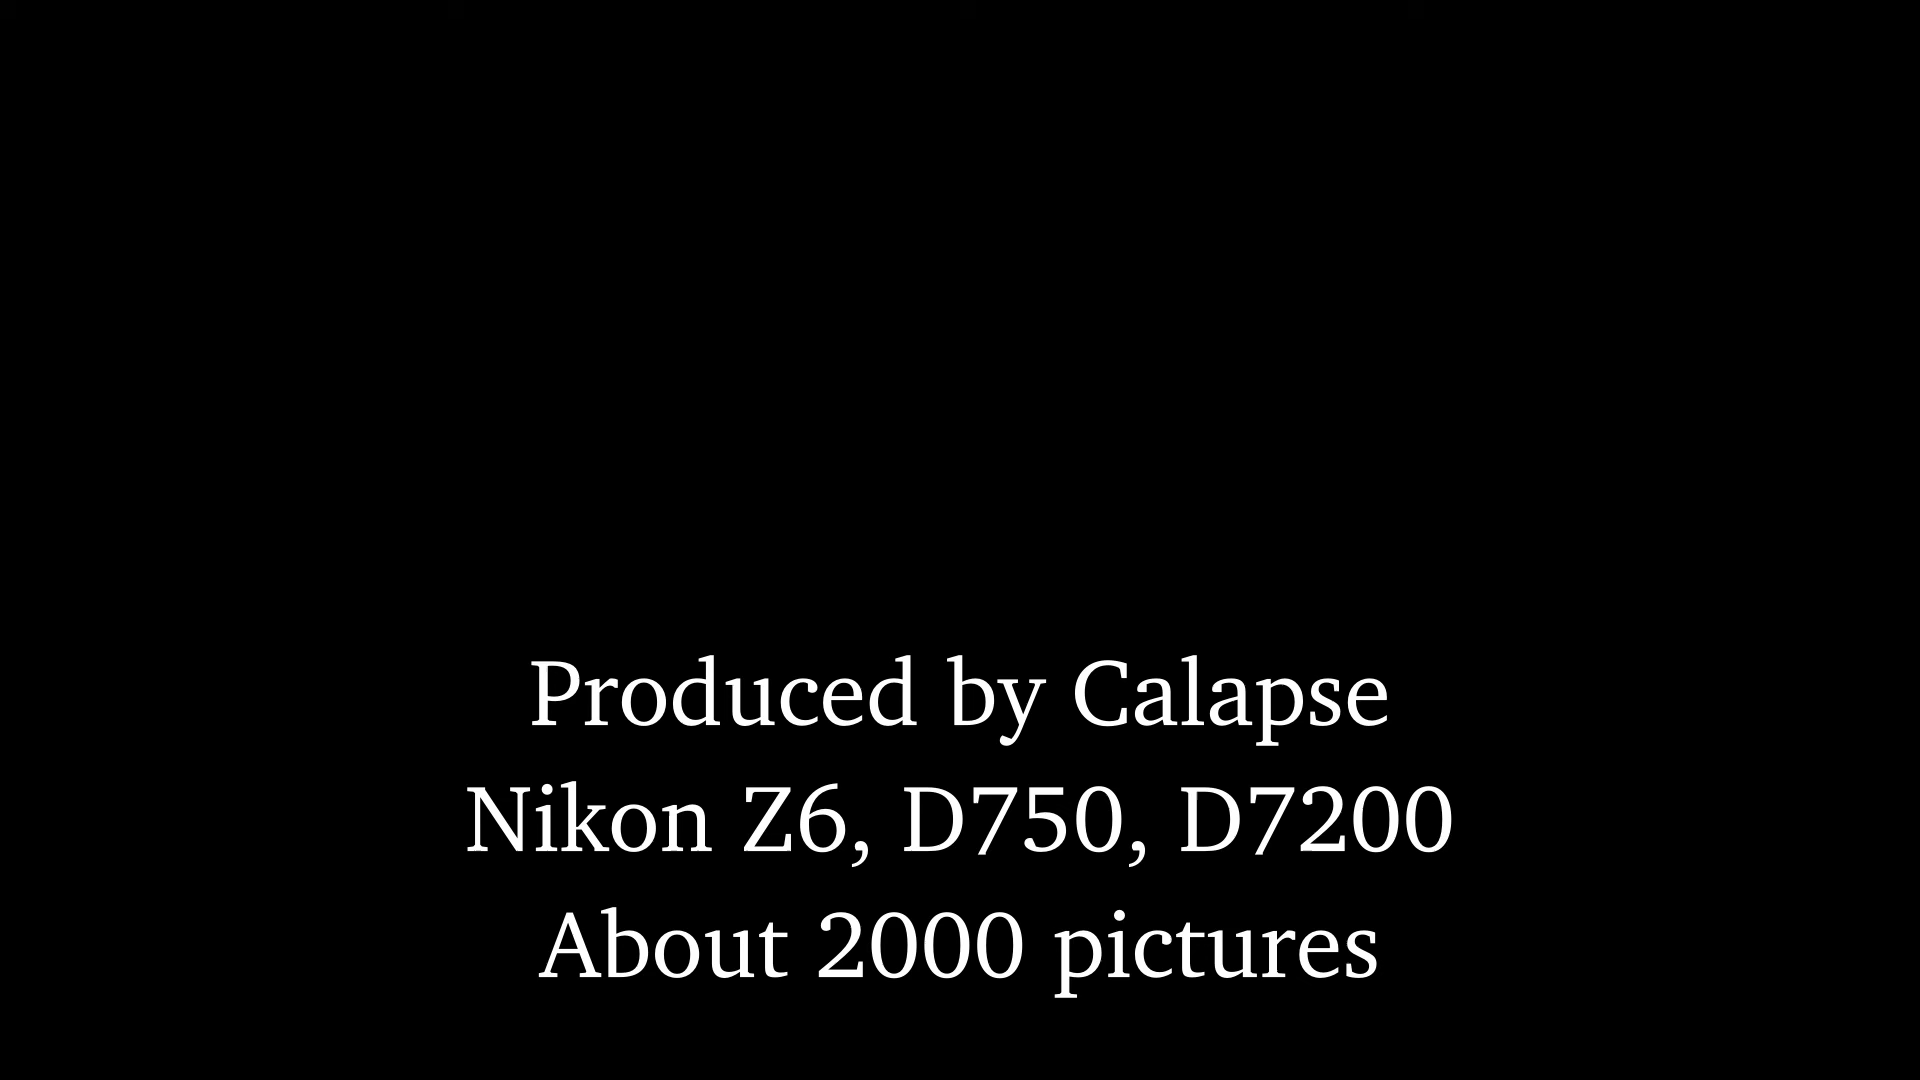 Produced by Calapse
Nikon Z6, D750, D7200
About 2000 pictures